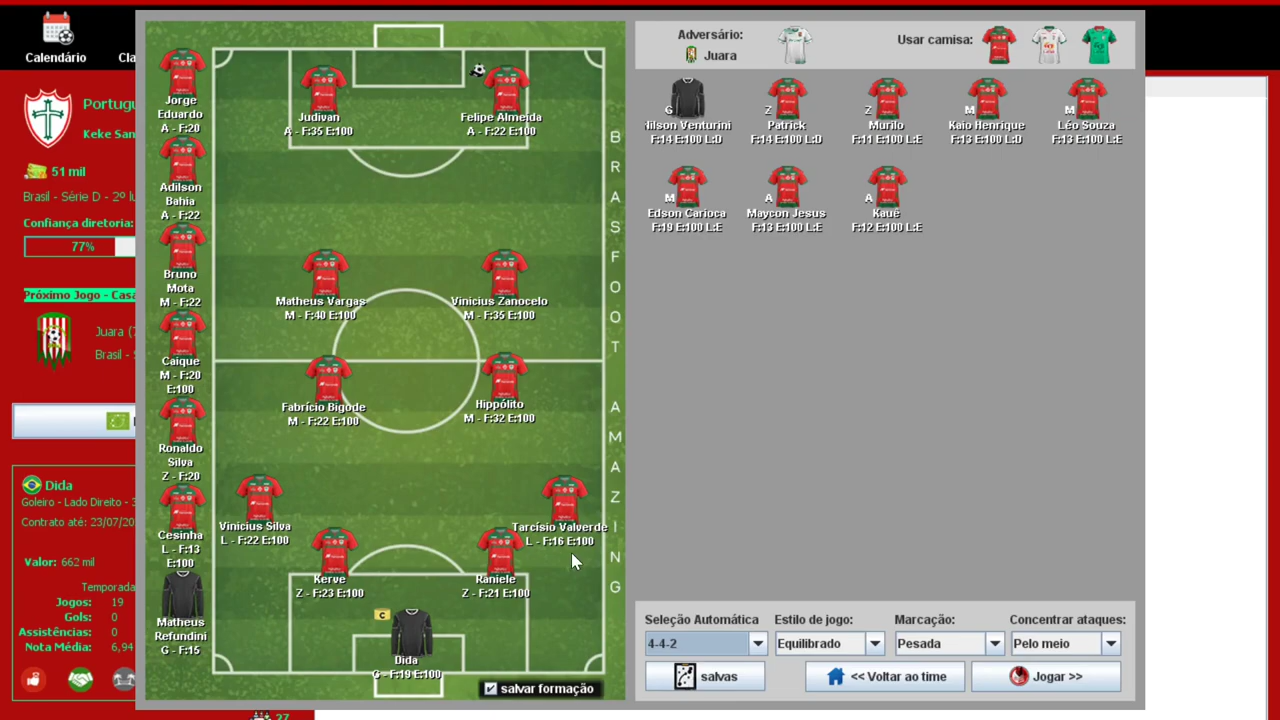 Calendário
Cla
Portugu
Keke San
51 mil
Brasil - Série D - 2º lu
Confiança diretoria:
77%
Próximo Jogo - Casa
Juara (
Brasil - S
Dida
Goleiro - Lado Direito - 3
Contrato até: 23/07/20
Valor: 662 mil
Temporada
Jogos: 19
Gols: 0
Assistências: 0
Nota Média: 6,94
27
Jorge
Eduardo
A - F:20
Adilson
Bahia
A - F:22
Bruno
Mota
M - F:22
Caíque
M - F:20
E:100
Ronaldo
Silva
Z - F:20
Cesinha
L - F:13
E:100
Matheus
Refundini
G - F:15
Judivan
A - F:35 E:100
Felipe Almeida
A - F:22 E:100
Matheus Vargas
M - F:40 E:100
Vinicius Zanocelo
M - F:35 E:100
Fabrício Bigode
M - F:22 E:100
Hippólito
M - F:32 E:100
Vinicius Silva
L - F:22 E:100
Tarcísio Valverde
L - F:16 E:100
Kerve
Z - F:23 E:100
Raniele
Z - F:21 E:100
C
Dida
G - F:19 E:100
salvar formação
BRASFOOT AMAZING
Adversário:
Juara
Usar camisa:
G
ilson Venturini
F:14 E:100 L:D
Z
Patrick
F:14 E:100 L:D
Z
Murilo
F:11 E:100 L:E
M
Kaio Henrique
F:13 E:100 L:D
M
Léo Souza
F:13 E:100 L:E
M
Edson Carioca
F:19 E:100 L:E
A
Maycon Jesus
F:13 E:100 L:E
A
Kauê
F:12 E:100 L:E
Seleção Automática
4-4-2
Estilo de jogo:
Equilibrado
Marcação:
Pesada
Concentrar ataques:
Pelo meio
salvas
<< Voltar ao time
Jogar >>